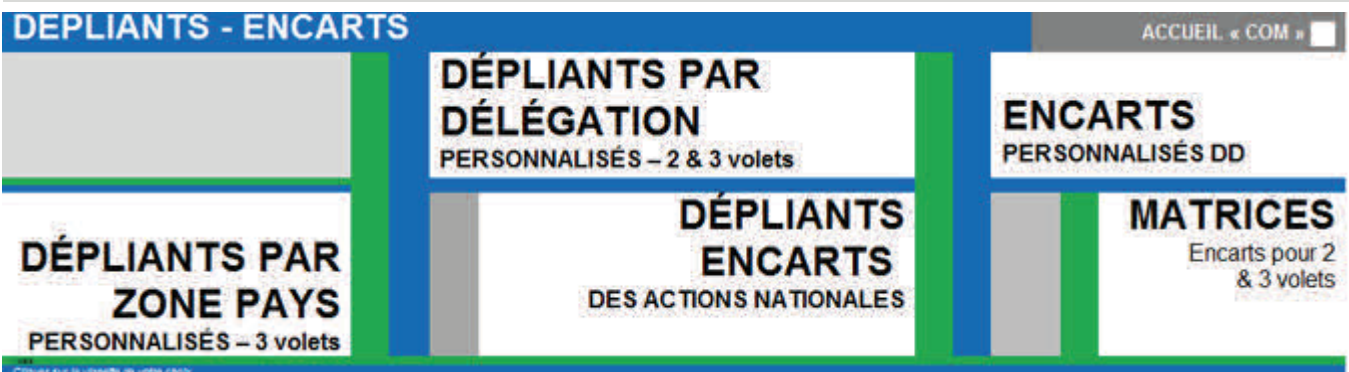 DEPLIANTS - ENCARTS
ACCUEIL « COM »
DÉPLIANTS PAR
DÉLÉGATION
PERSONNALISÉS – 2 & 3 volets
ENCARTS
PERSONNALISÉS DD
DÉPLIANTS PAR
ZONE PAYS
PERSONNALISÉS – 3 volets
DÉPLIANTS
ENCARTS
DES ACTIONS NATIONALES
MATRICES
Encarts pour 2
& 3 volets